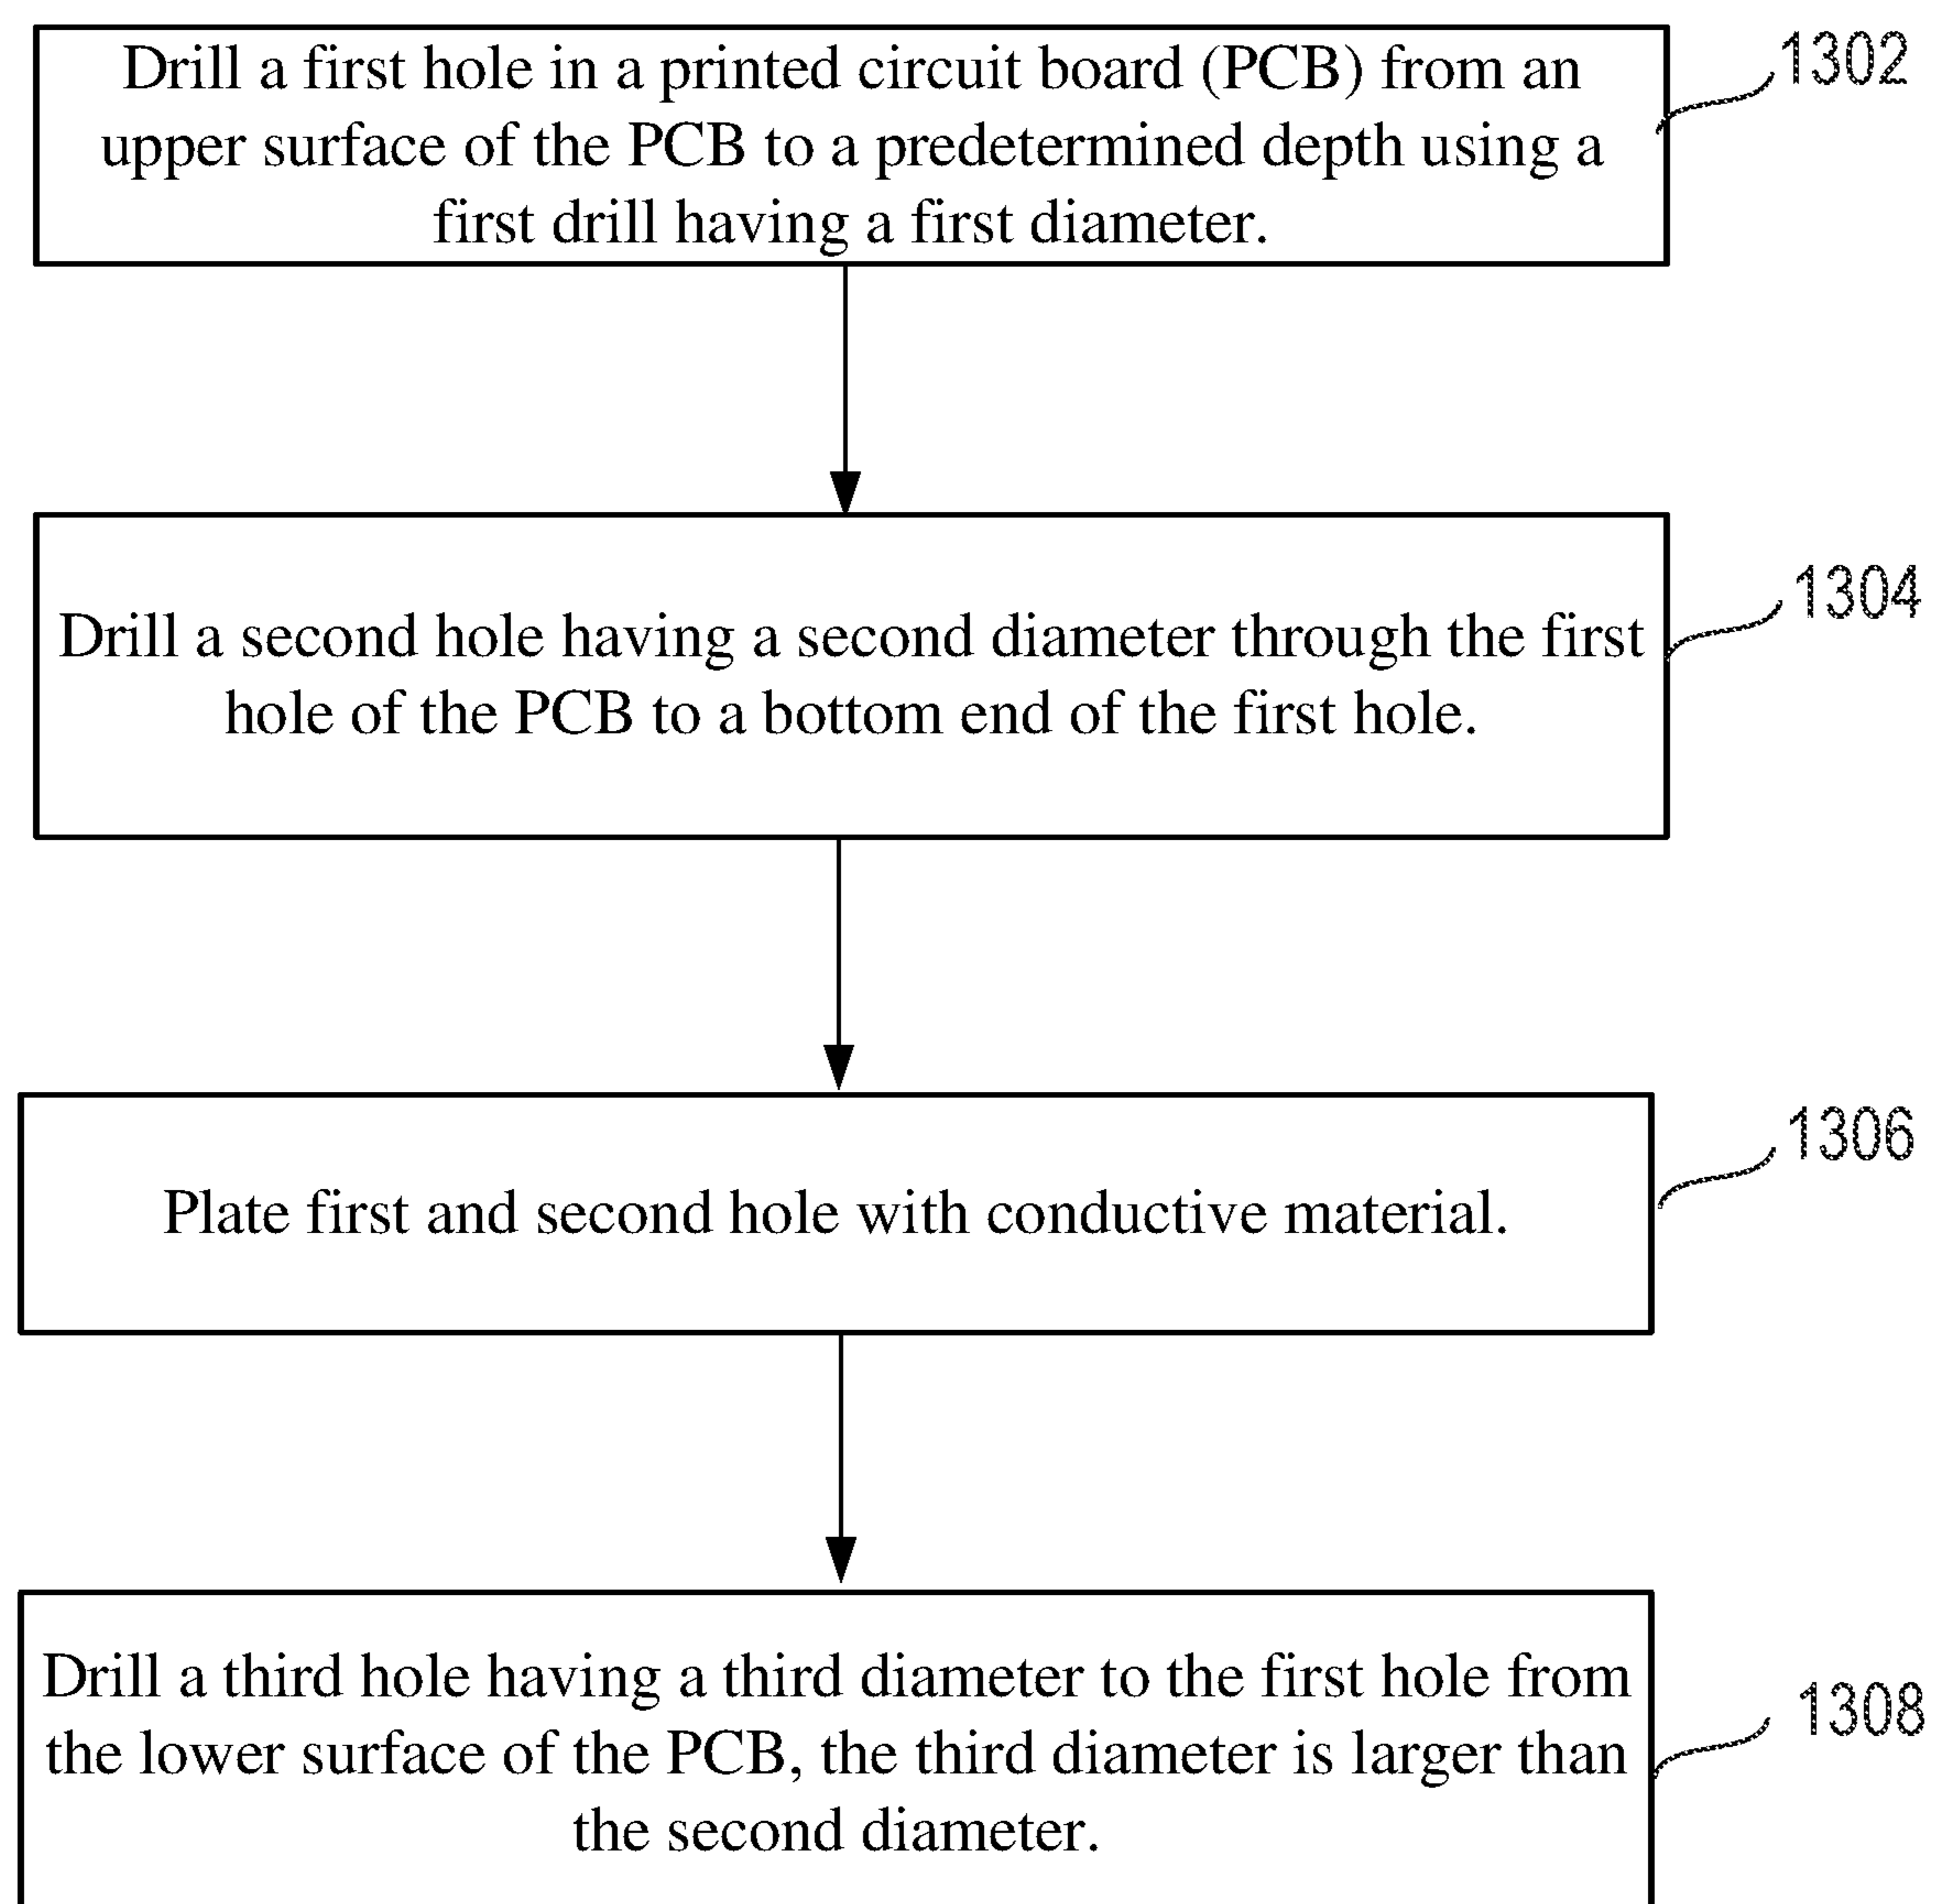 Drill a first hole in a printed circuit board (PCB) from an
upper surface of the PCB to a predetermined depth using a
first drill having a first diameter.
1302
Drill a second hole having a second diameter through the first
hole of the PCB to a bottom end of the first hole.
1304
Plate first and second hole with conductive material.
1306
Drill a third hole having a third diameter to the first hole from
the lower surface of the PCB, the third diameter is larger than
the second diameter.
1308